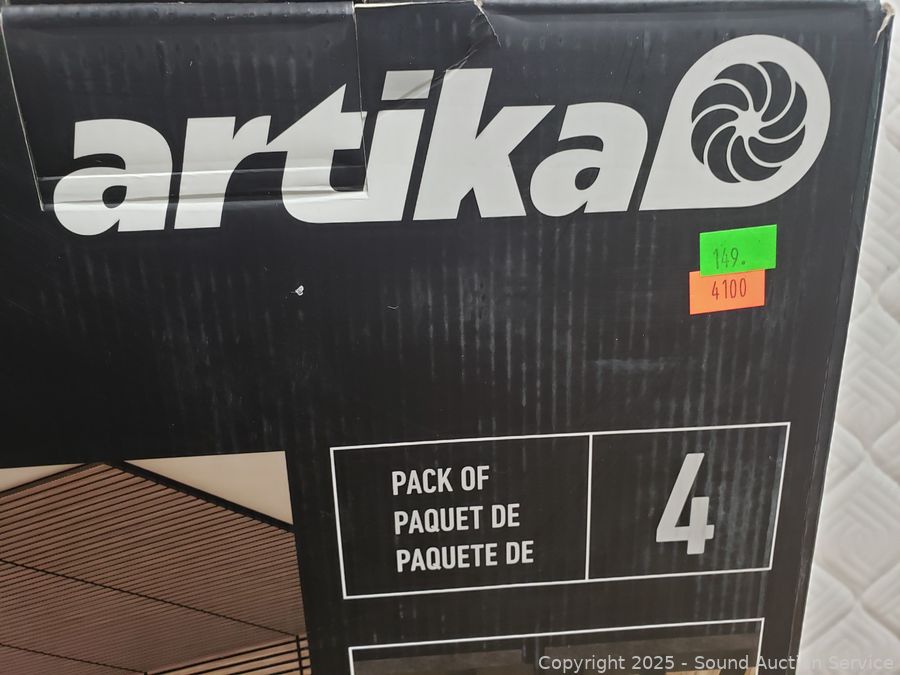 artika
149.
4100
PACK OF
PAQUET DE
PAQUETE DE
4
Copyright 2025 - Sound Auction Service